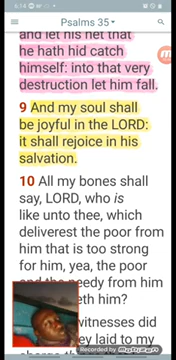 6:14
Psalms 35
and let his net that
he hath hid catch
himself: into that very
destruction let him fall.
9 And my soul shall
be joyful in the LORD:
it shall rejoice in his
salvation.
10 All my bones shall
say, LORD, who is
like unto thee, which
deliverest the poor from
him that is too strong
for him, yea, the poor
needy from him
eth him?
witnesses did
ey laid to my
Recorded by